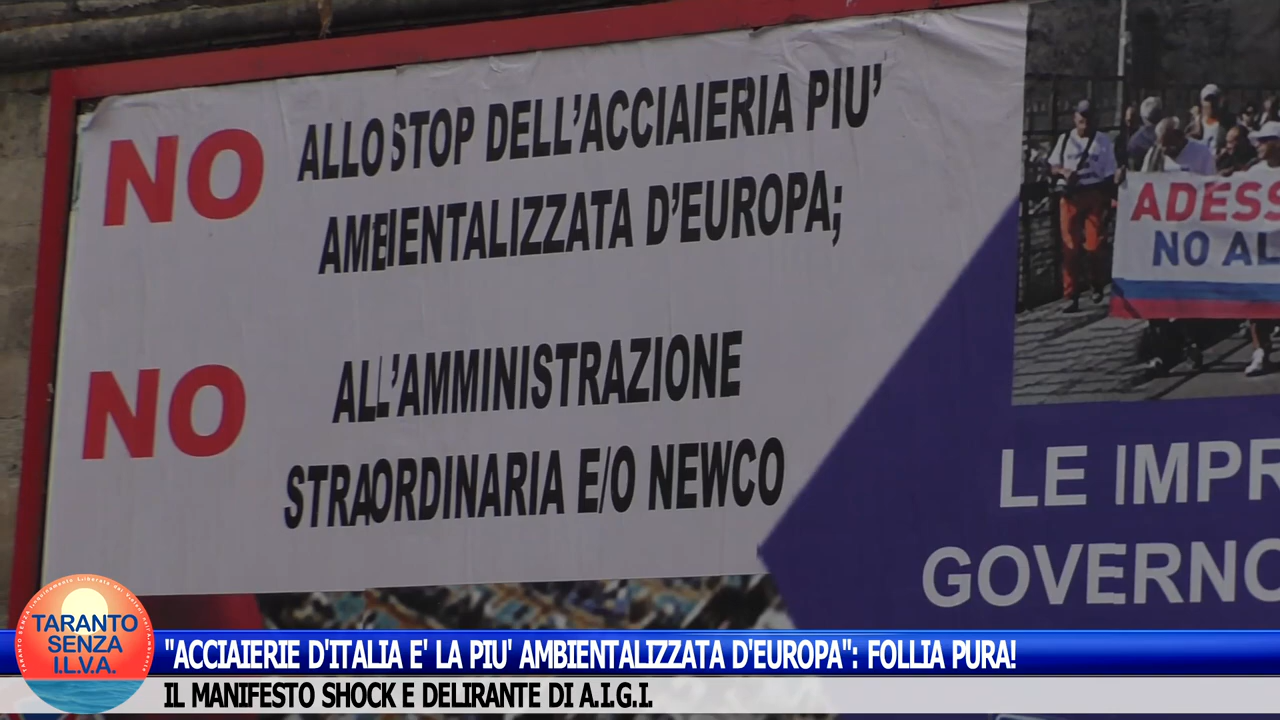 NO ALLO STOP DELL'ACCIAIERIA PIU'
AMBIENTALIZZATA D'EUROPA;
NO ALL'AMMINISTRAZIONE
STRAORDINARIA E/O NEWCO
ADESS
NO AL
LE IMPR
GOVERNO
TARANTO
SENZA
I.L.V.A.
"ACCIAIERIE D'ITALIA E' LA PIU' AMBIENTALIZZATA D'EUROPA": FOLLIA PURA!
IL MANIFESTO SHOCK E DELIRANTE DI A.I.G.I.